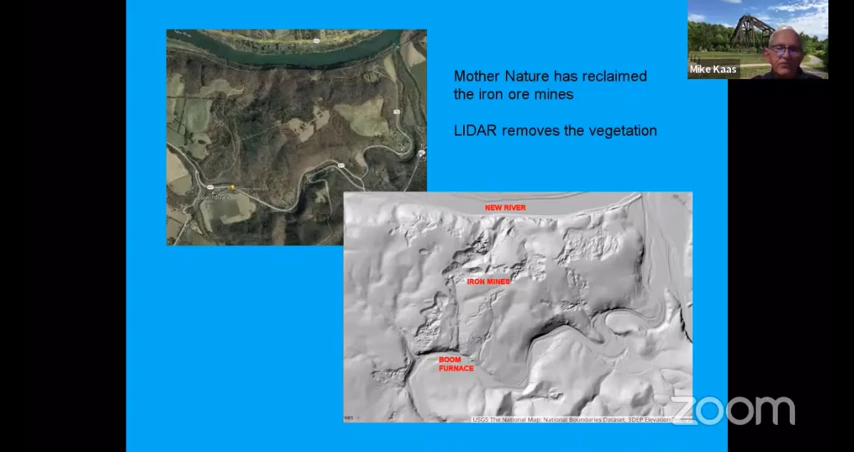 Mike Kaas
Mother Nature has reclaimed
the iron ore mines
LIDAR removes the vegetation
NEW RIVER
IRON MINES
BOOM
FURNACE
USGS The National Map: National Boundaries Dataset, 3DEP Elevation
zoom